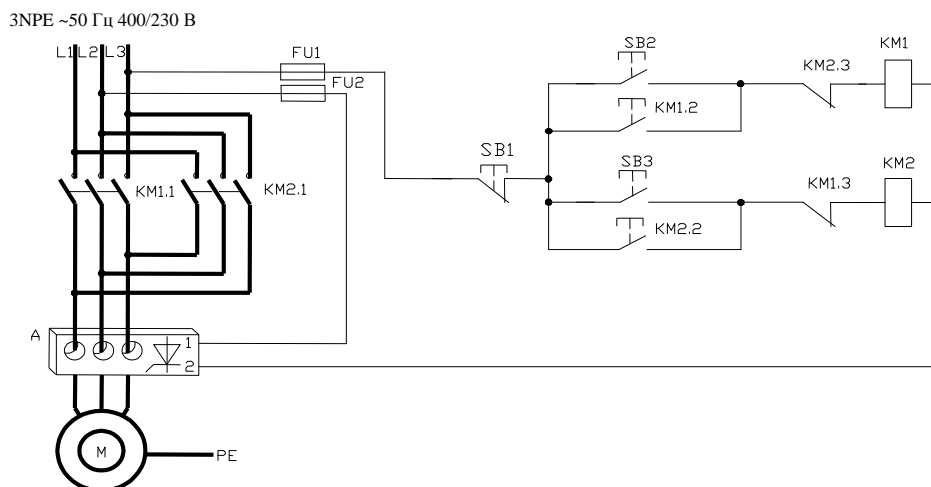 3NPE ~50 Гц 400/230 В
L1 L2 L3
FU1
FU2
SB2
KM1
KM2.3
KM1.2
SB1
SB3
KM2
KM1.1
KM2.1
KM1.3
KM2.2
A
1
2
M
PE